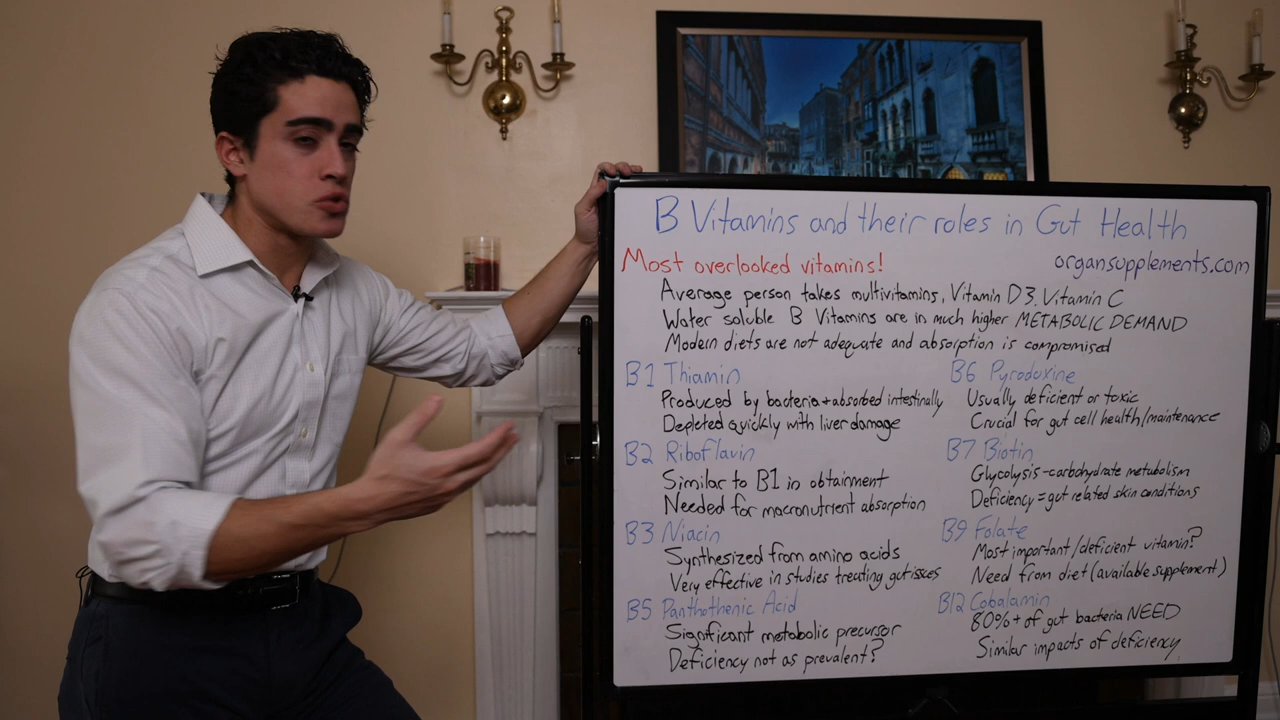 B Vitamins and their roles in Gut Health
Most overlooked vitamins!
organsupplements.com
Average person takes multivitamins, Vitamin D3, Vitamin C
Water soluble B Vitamins are in much higher METABOLIC DEMAND
Modern diets are not adequate and absorption is compromised
B1 Thiamin
Produced by bacteria + absorbed intestinally
Depleted quickly with liver damage
B2 Riboflavin
Similar to B1 in obtainment
Needed for macronutrient absorption
B3 Niacin
Synthesized from amino acids
Very effective in studies treating gut issces
B5 Panthothenic Acid
Significant metabolic precursor
Deficiency not as prevalent?
B6 Pyrodoxine
Usually deficient or toxic
Crucial for gut cell health/maintenance
B7 Biotin
Glycolysis - carbohydrate metabolism
Deficiency = gut related skin conditions
B9 Folate
Most important/deficient vitamin?
Need from diet (available supplement)
B12 Cobalamin
80%+ of gut bacteria NEED
Similar impacts of deficiency